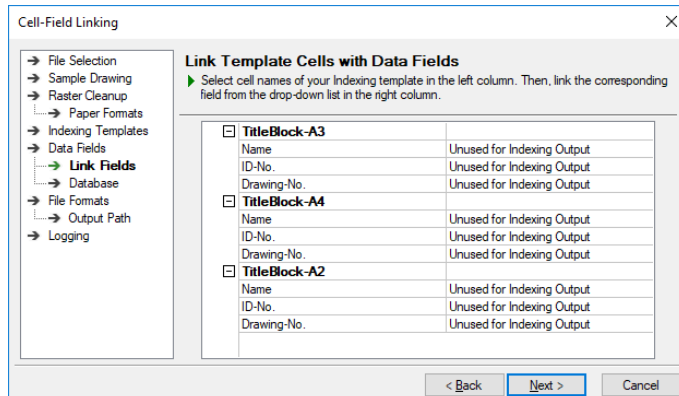 Cell-Field Linking
File Selection
Sample Drawing
Raster Cleanup
Paper Formats
Indexing Templates
Data Fields
Link Fields
Database
File Formats
Output Path
Logging
Link Template Cells with Data Fields
Select cell names of your Indexing template in the left column. Then, link the corresponding
field from the drop-down list in the right column.
TitleBlock-A3
Name Unused for Indexing Output
ID-No. Unused for Indexing Output
Drawing-No. Unused for Indexing Output
TitleBlock-A4
Name Unused for Indexing Output
ID-No. Unused for Indexing Output
Drawing-No. Unused for Indexing Output
TitleBlock-A2
Name Unused for Indexing Output
ID-No. Unused for Indexing Output
Drawing-No. Unused for Indexing Output
< Back Next > Cancel